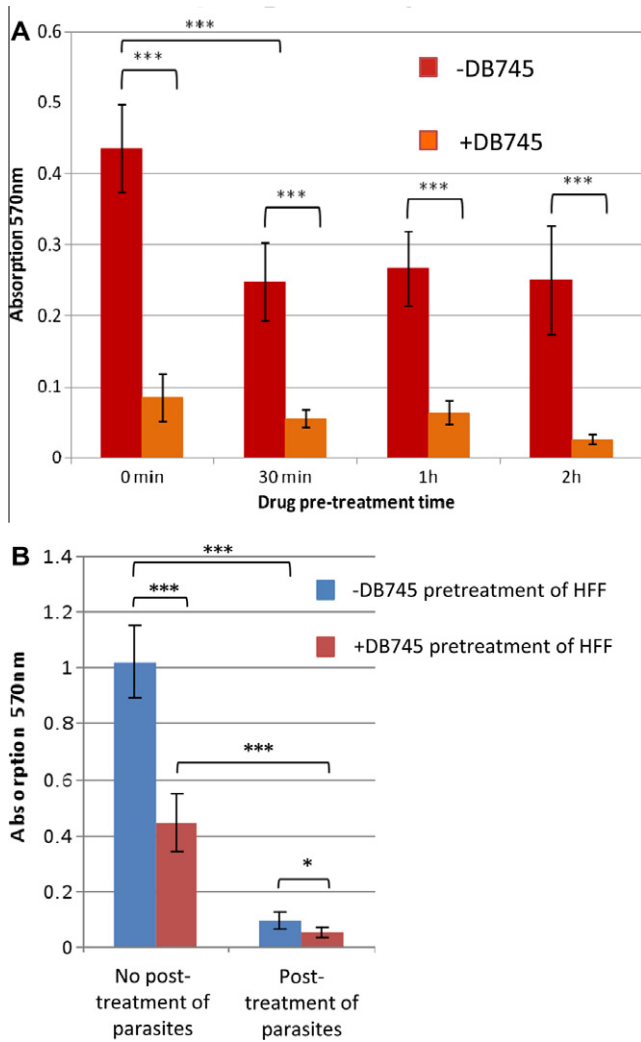 A
***
***
-DB745
+DB745
***
***
***
0.6
0.5
0.4
0.3
0.2
0.1
0
Absorption 570nm
0 min
30 min
1h
2h
Drug pre-treatment time
B
1.4
1.2
1
0.8
0.6
0.4
0.2
0
Absorption 570nm
***
***
-DB745 pretreatment of HFF
+DB745 pretreatment of HFF
***
*
No post-
treatment of
parasites
Post-
treatment of
parasites